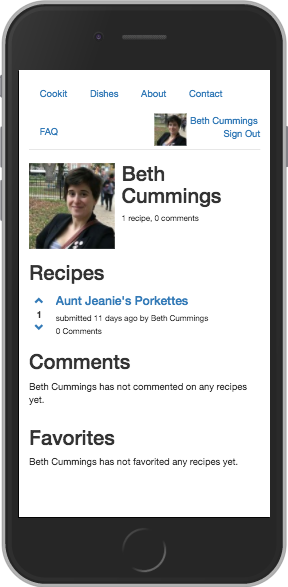 Cookit Dishes About Contact
FAQ
Beth Cummings
Sign Out
Beth
Cummings
1 recipe, 0 comments
Recipes
1
Aunt Jeanie's Porkettes
submitted 11 days ago by Beth Cummings
0 Comments
Comments
Beth Cummings has not commented on any recipes
yet.
Favorites
Beth Cummings has not favorited any recipes yet.